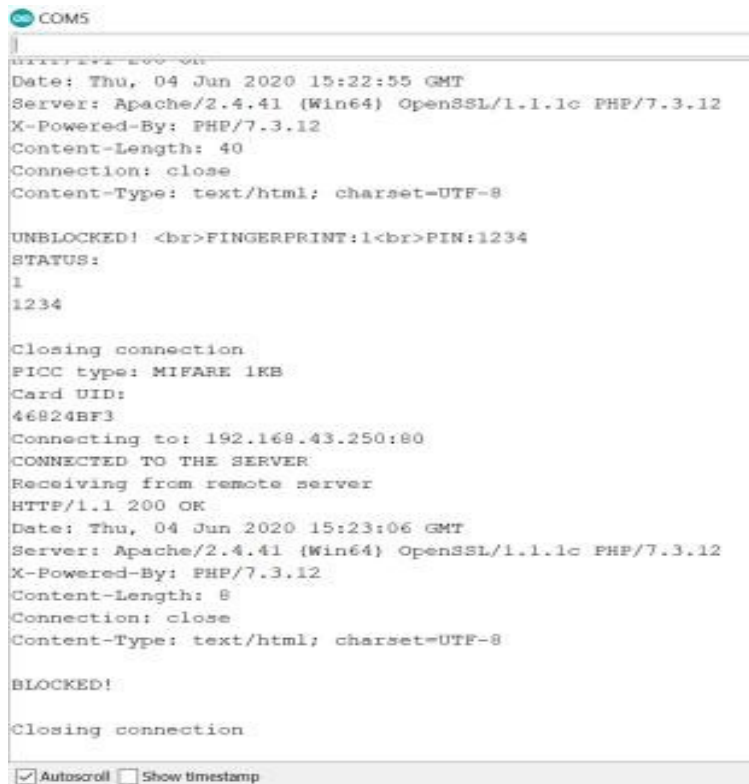 COM5
HTTP/1.1 200 OK
Date: Thu, 04 Jun 2020 15:22:55 GMT
Server: Apache/2.4.41 (Win64) OpenSSL/1.1.1c PHP/7.3.12
X-Powered-By: PHP/7.3.12
Content-Length: 40
Connection: close
Content-Type: text/html; charset=UTF-8
UNBLOCKED! <br>FINGERPRINT:1<br>PIN:1234
STATUS:
1
1234
Closing connection
PICC type: MIFARE 1KB
Card UID:
46824BF3
Connecting to: 192.168.43.250:80
CONNECTED TO THE SERVER
Receiving from remote server
HTTP/1.1 200 OK
Date: Thu, 04 Jun 2020 15:23:06 GMT
Server: Apache/2.4.41 (Win64) OpenSSL/1.1.1c PHP/7.3.12
X-Powered-By: PHP/7.3.12
Content-Length: 8
Connection: close
Content-Type: text/html; charset=UTF-8
BLOCKED!
Closing connection
Autoscroll Show timestamp